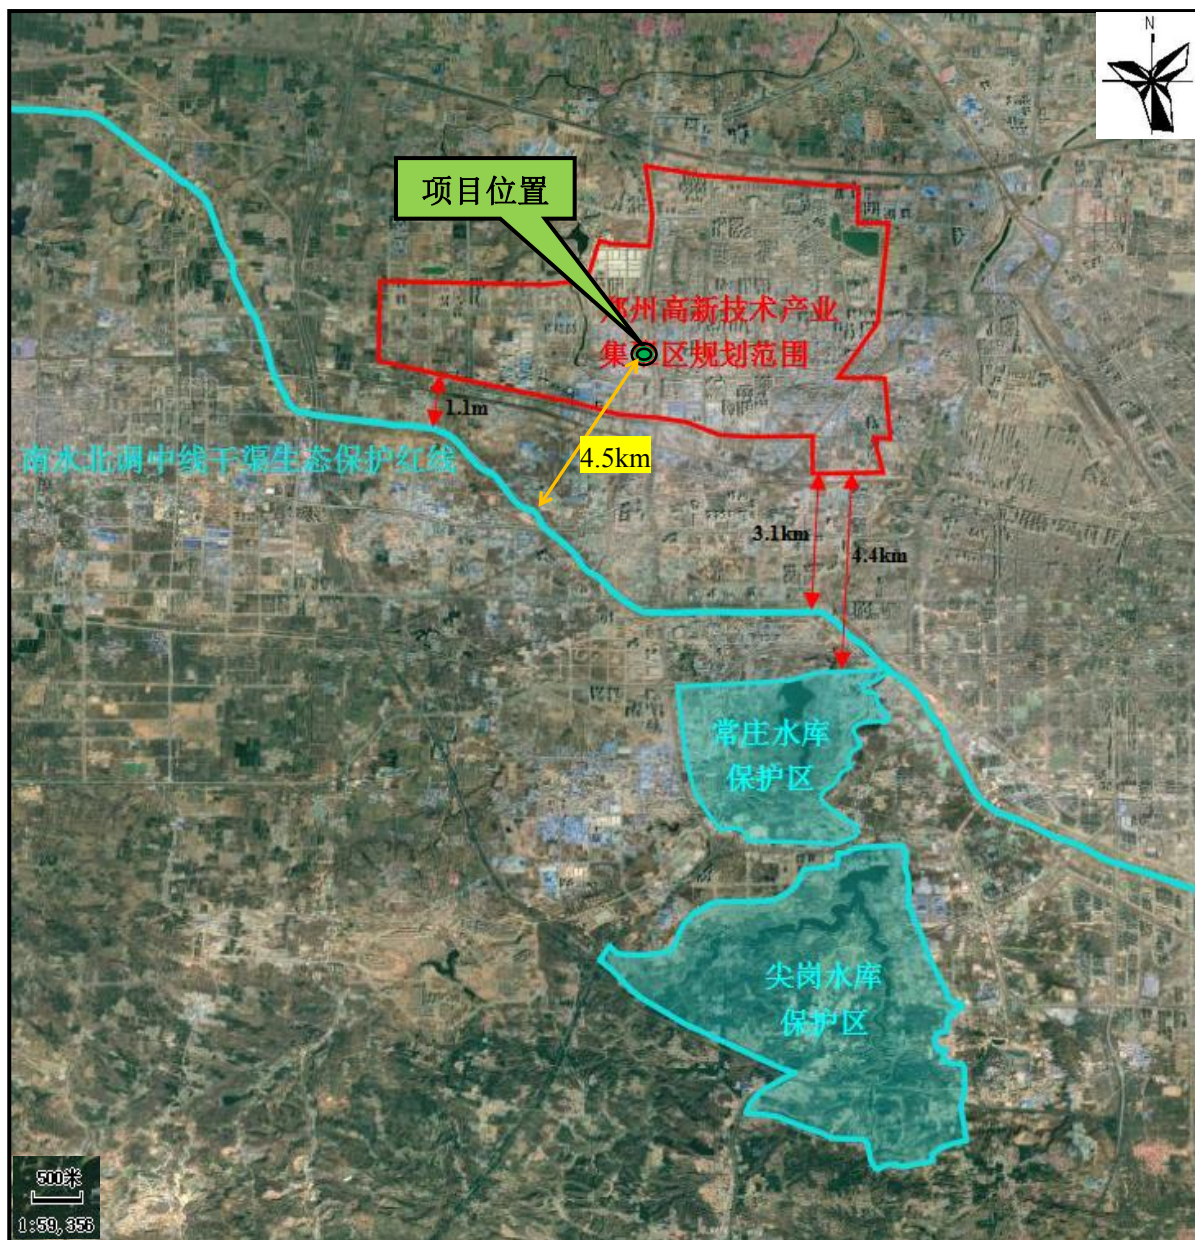 N
项目位置
郑州高新技术产业
集聚区规划范围
1.1m
南水北调中线干渠生态保护红线
4.5km
3.1km
4.4km
常庄水库
保护区
尖岗水库
保护区
500米
1:59,356